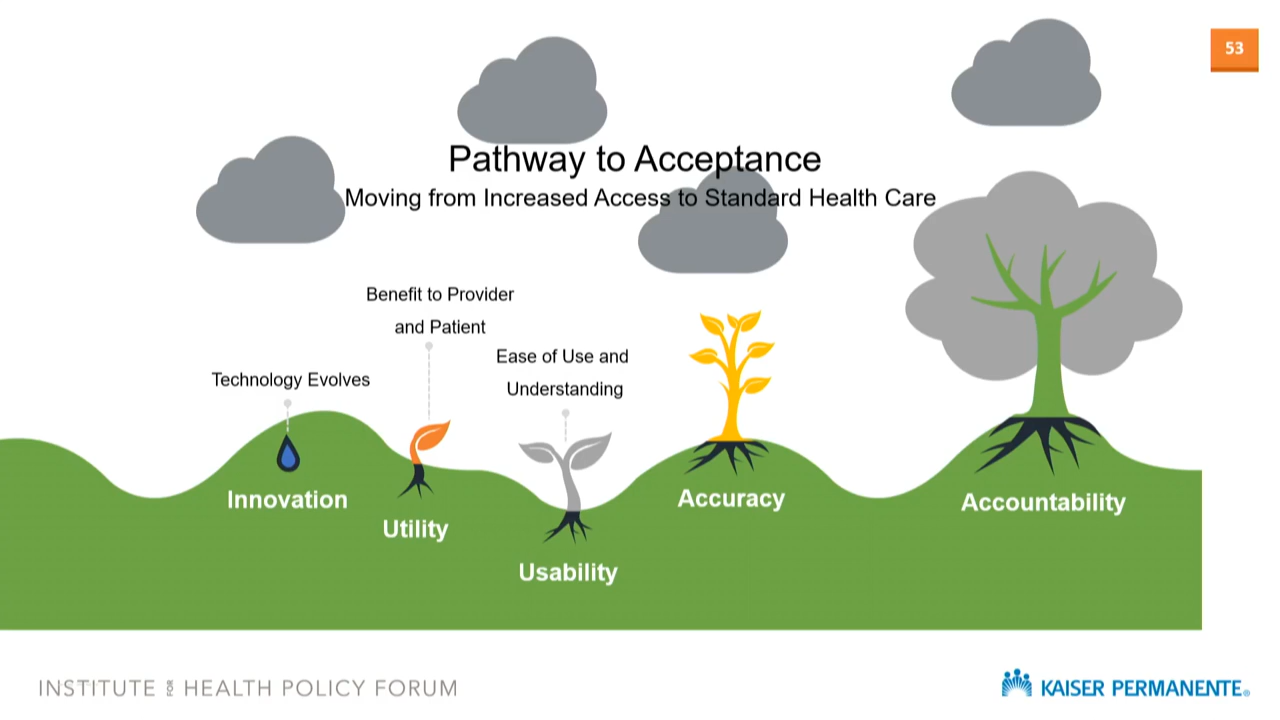 53
Pathway to Acceptance
Moving from Increased Access to Standard Health Care
Benefit to Provider
and Patient
Ease of Use and
Understanding
Technology Evolves
Innovation
Utility
Usability
Accuracy
Accountability
INSTITUTE FOR HEALTH POLICY FORUM
KAISER PERMANENTE®